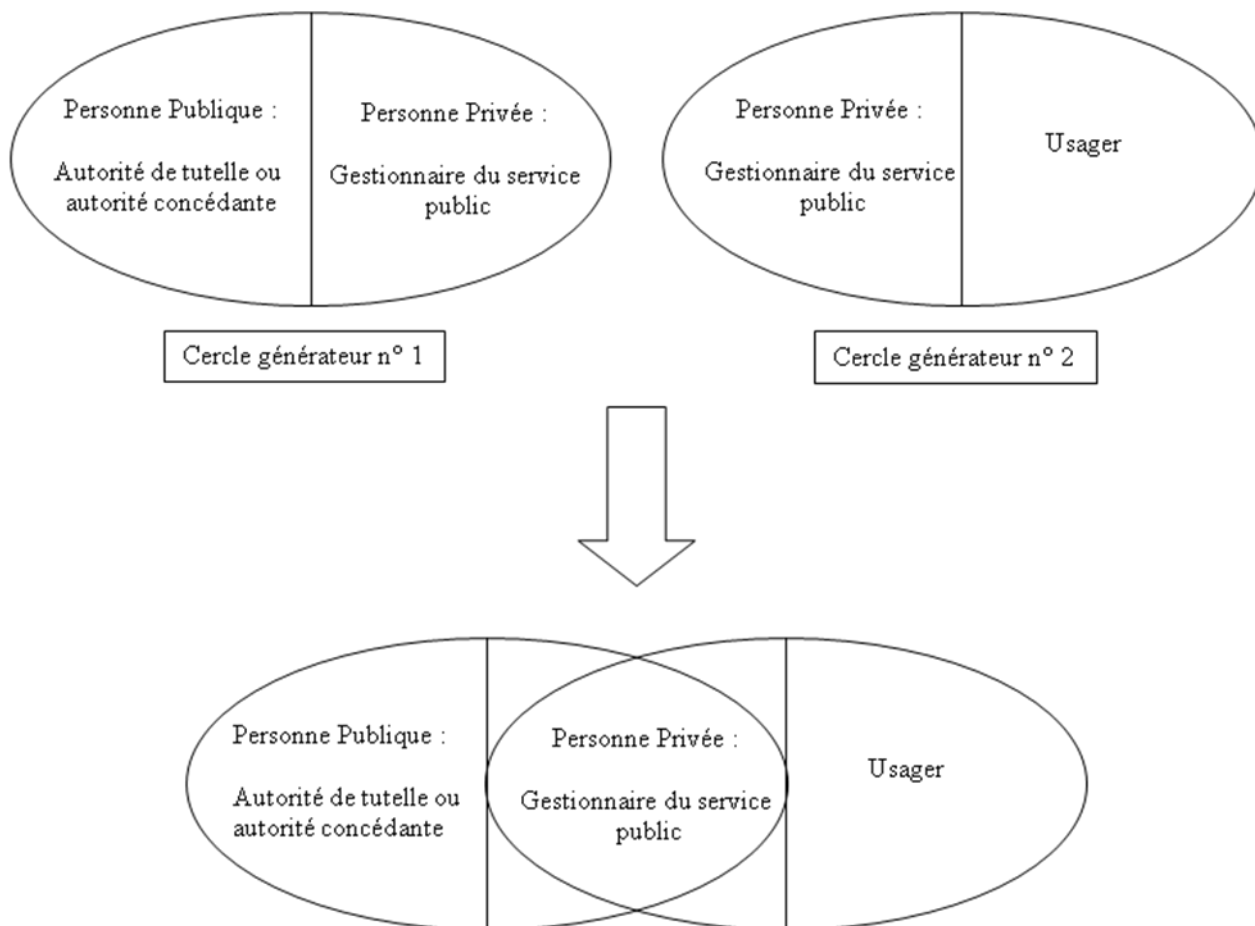 Personne Publique :
Autorité de tutelle ou
autorité concédante
Personne Privée :
Gestionnaire du service
public
Personne Privée :
Gestionnaire du service
public
Usager
Cercle générateur n° 1
Cercle générateur n° 2
Personne Publique :
Autorité de tutelle ou
autorité concédante
Personne Privée :
Gestionnaire du service
public
Usager